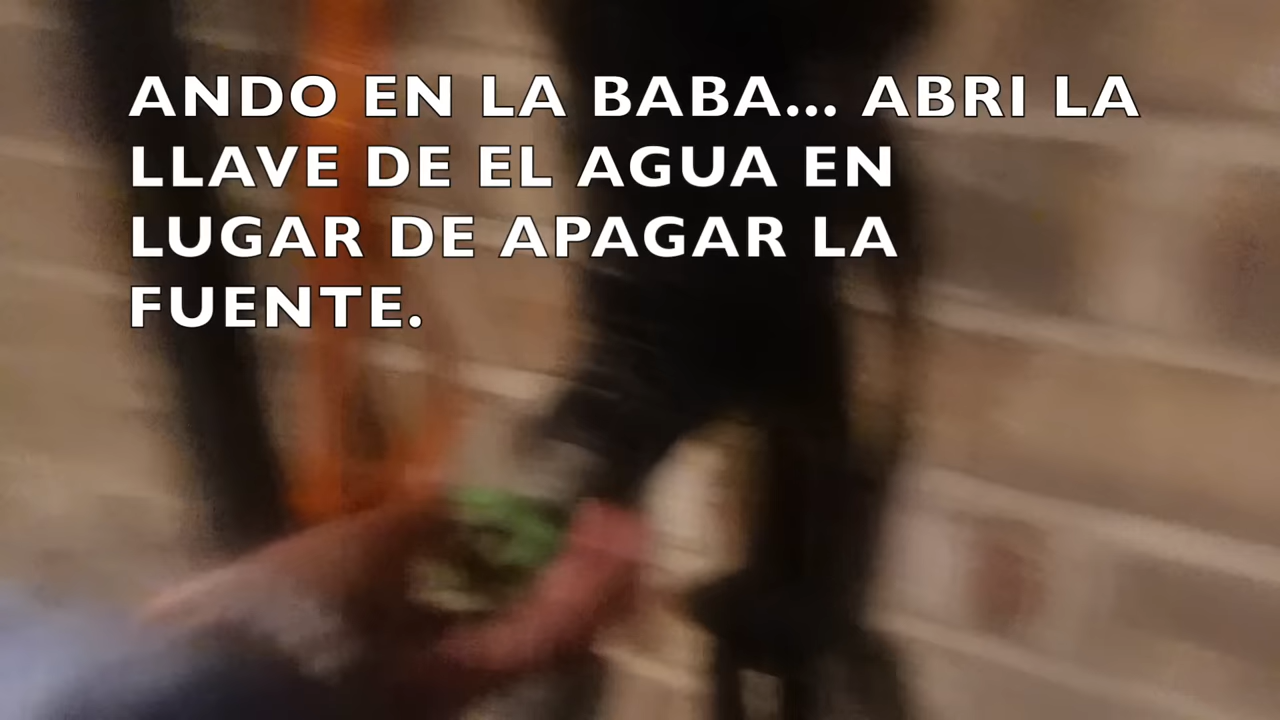 ANDO EN LA BABA... ABRI LA
LLAVE DE EL AGUA EN
LUGAR DE APAGAR LA
FUENTE.